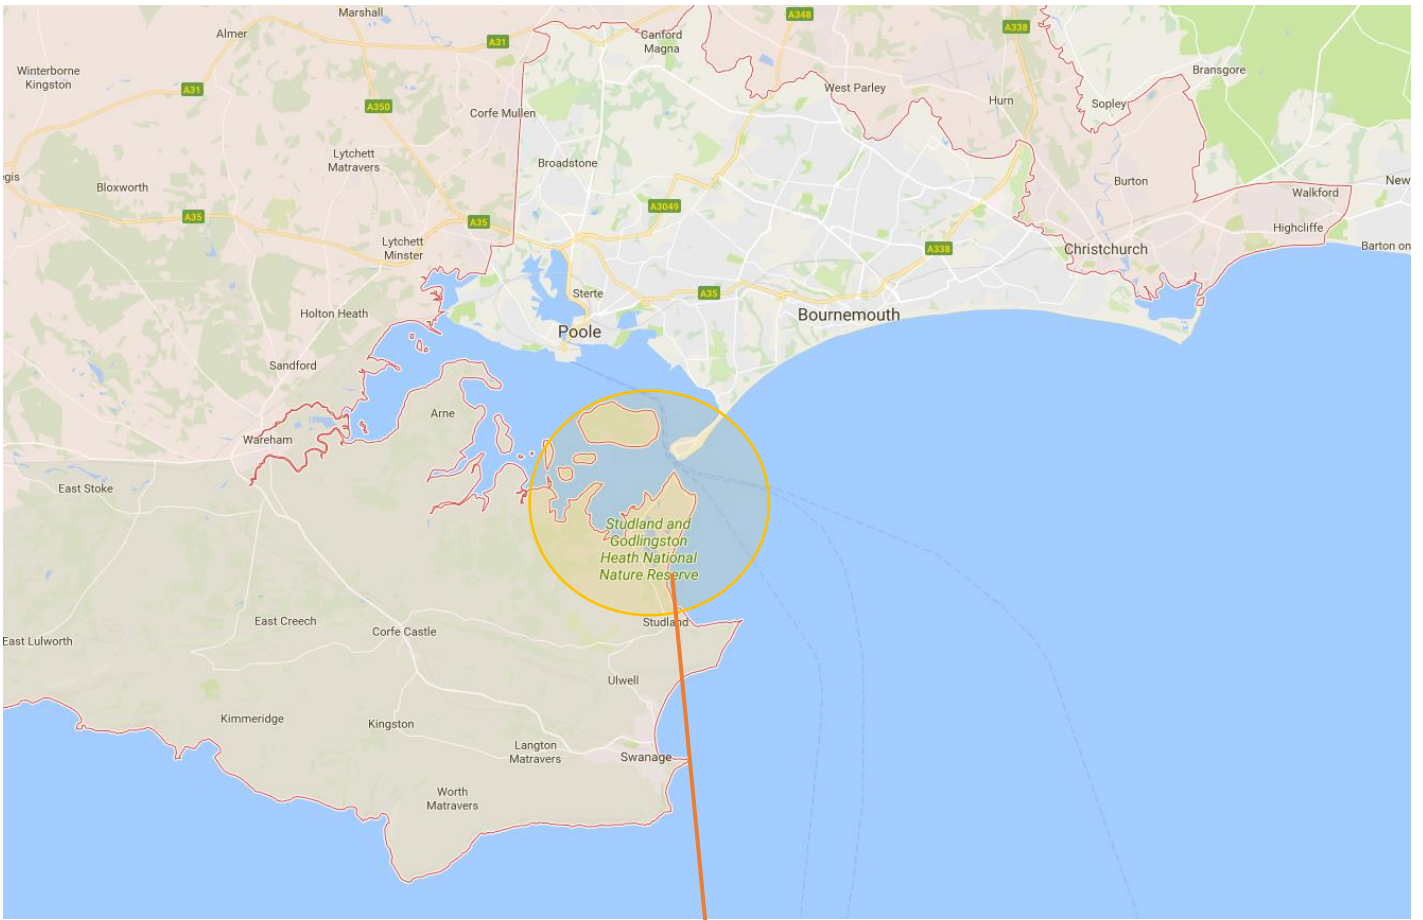 Marshall
A348
A338
Almer
A31
Canford
Magna
Winterborne
Kingston
Bransgore
A31
West Parley
Hurn
Sopley
A350
Corfe Mullen
Lytchett
Matravers
Broadstone
egis
Bloxworth
Burton
New
Walkford
A35
A3049
A35
Highcliffe
Lytchett
Minster
A338
Christchurch
Barton on
Sterte
A35
Holton Heath
Poole
Bournemouth
Sandford
Arne
Wareham
East Stoke
Studland and
Godlingston
Heath National
Nature Reserve
East Creech
Studland
Corfe Castle
East Lulworth
Ulwell
Kimmeridge
Kingston
Langton
Matravers
Swanage
Worth
Matravers